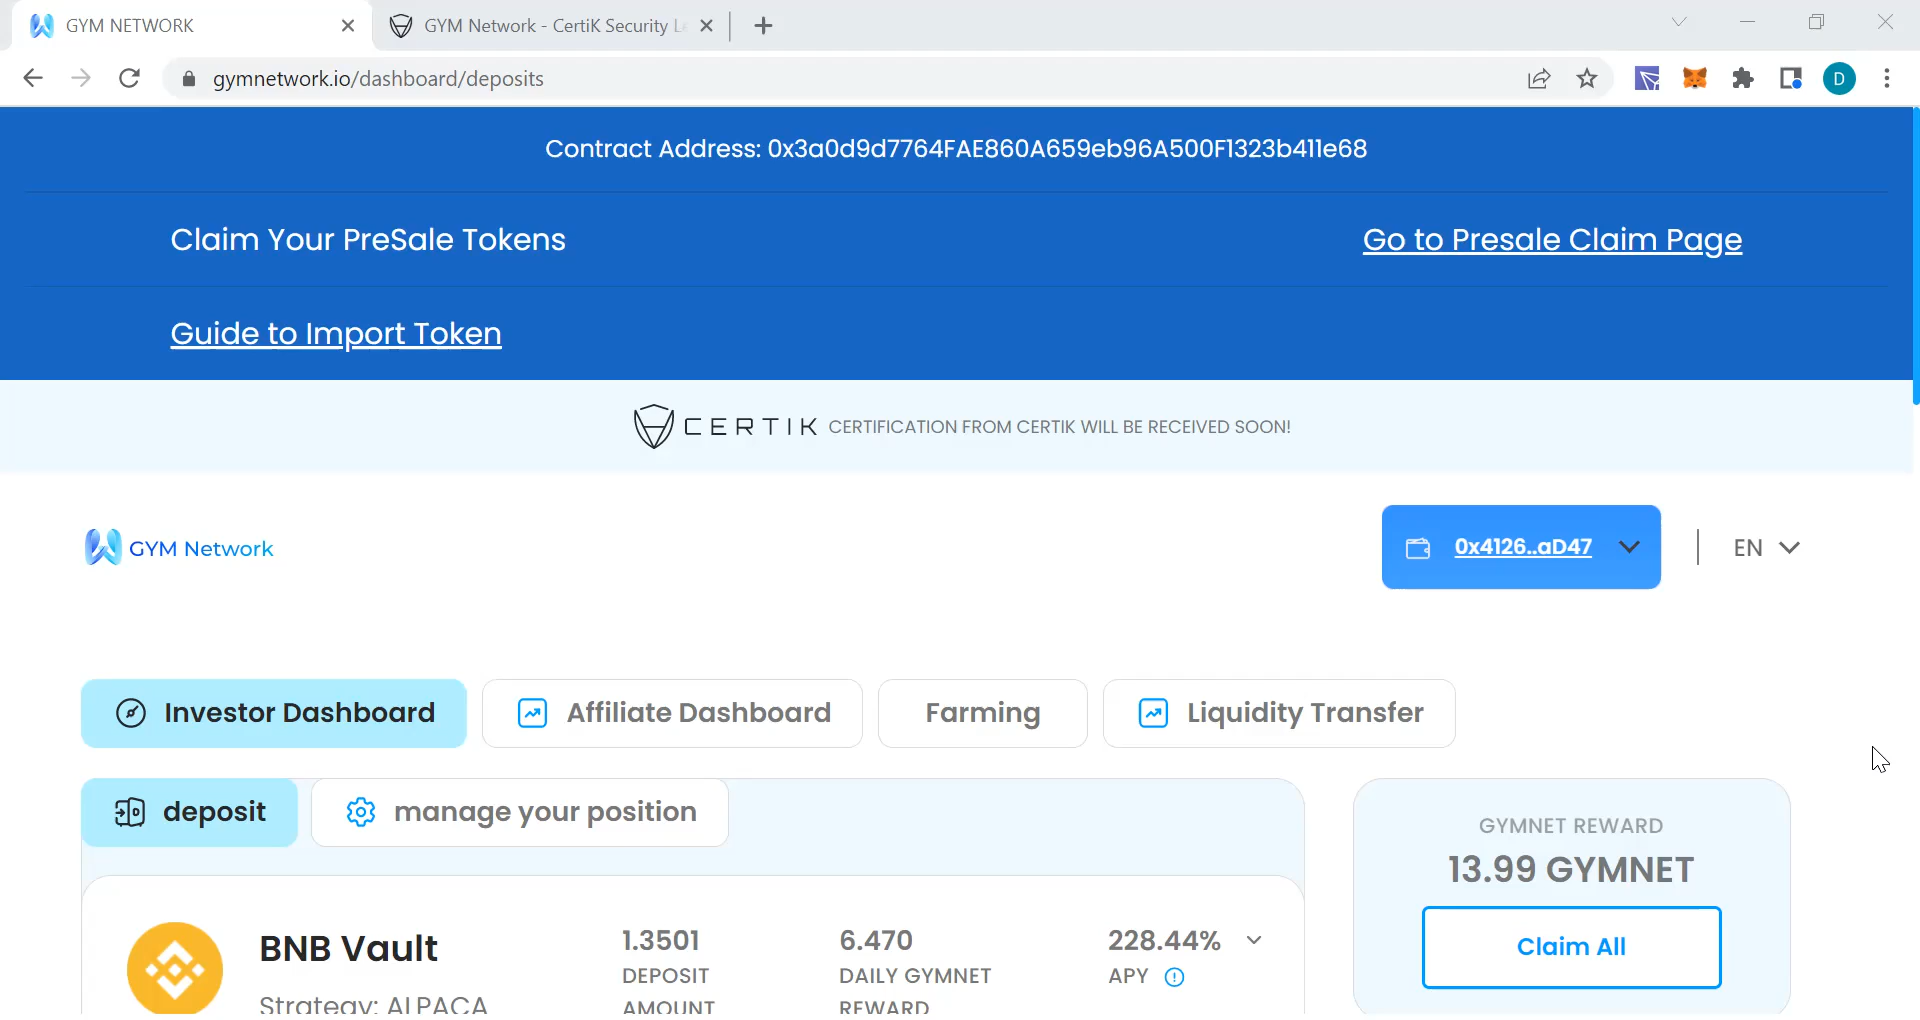 GYM NETWORK
GYM Network - CertiK Security L
gymnetwork.io/dashboard/deposits
D
Contract Address: 0x3a0d9d7764FAE860A659eb96A500F1323b411e68
Claim Your PreSale Tokens
Go to Presale Claim Page
Guide to Import Token
CERTIK CERTIFICATION FROM CERTIK WILL BE RECEIVED SOON!
GYM Network
0x4126..aD47
EN
Investor Dashboard
Affiliate Dashboard
Farming
Liquidity Transfer
deposit
manage your position
GYMNET REWARD
13.99 GYMNET
Claim All
BNB Vault
Strategy: ALPACA
1.3501
DEPOSIT
AMOUNT
6.470
DAILY GYMNET
REWARD
228.44%
APY